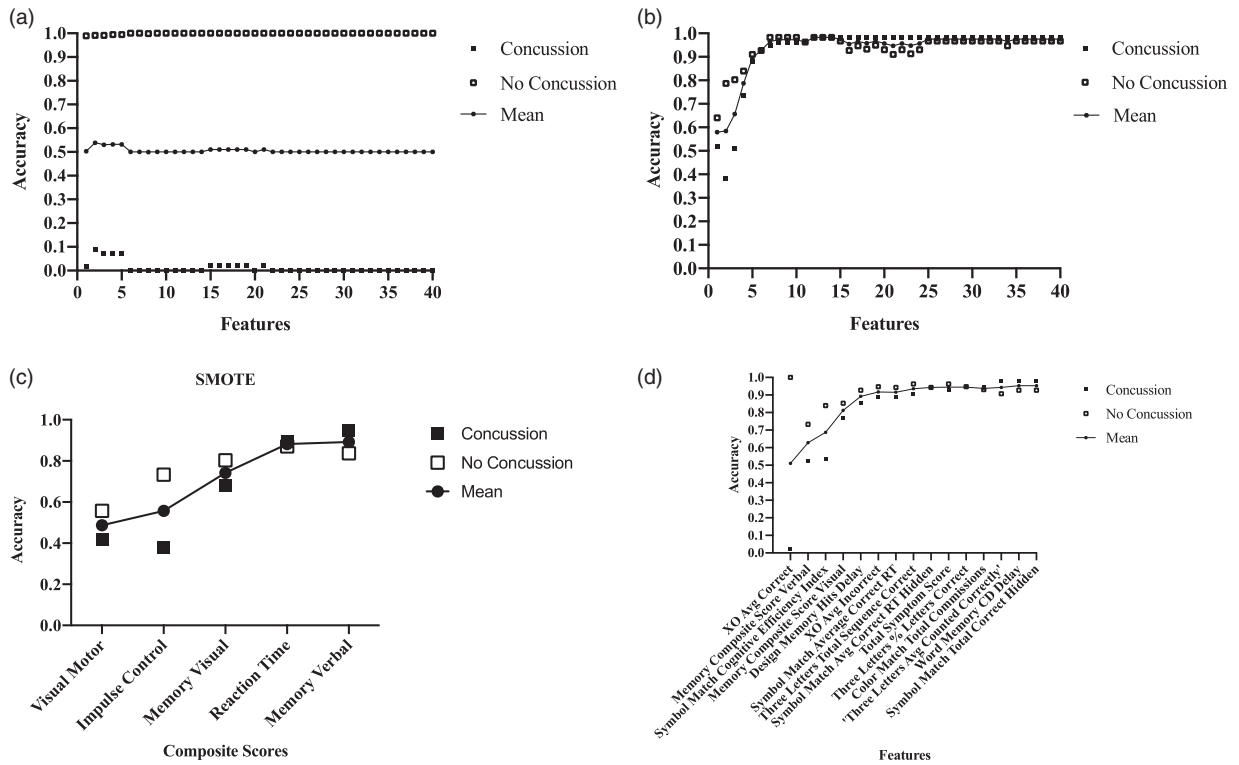 (a)
1.0
0.9
0.8
0.7
0.6
0.5
0.4
0.3
0.2
0.1
0.0
0 5 10 15 20 25 30 35 40
Accuracy
Features
Concussion
No Concussion
Mean
(b)
1.0
0.9
0.8
0.7
0.6
0.5
0.4
0.3
0.2
0.1
0.0
0 5 10 15 20 25 30 35 40
Accuracy
Features
Concussion
No Concussion
Mean
(c)
SMOTE
1.0
0.8
0.6
0.4
0.2
0.0
Accuracy
Visual Motor
Impulse Control
Memory Visual
Reaction Time
Memory Verbal
Composite Scores
Concussion
No Concussion
Mean
(d)
1.0
0.9
0.8
0.7
0.6
0.5
0.4
0.3
0.2
0.1
0.0
Accuracy
XO Avg Correct
Memory Composite Score Verbal
Symbol Match Cognitive Efficiency Index
Memory Composite Score Visual
Design Memory Hits Delay
XO Avg Incorrect
Symbol Match Average Correct RT
Three Letters Total Sequence Correct
Symbol Match Avg Correct RT Hidden
Total Symptom Score
Three Letters % Letters Correct
Color Match Total Commissions
'Three Letters Avg Counted Correctly'
Word Memory CD Delay
Symbol Match Total Correct Hidden
Features
Concussion
No Concussion
Mean